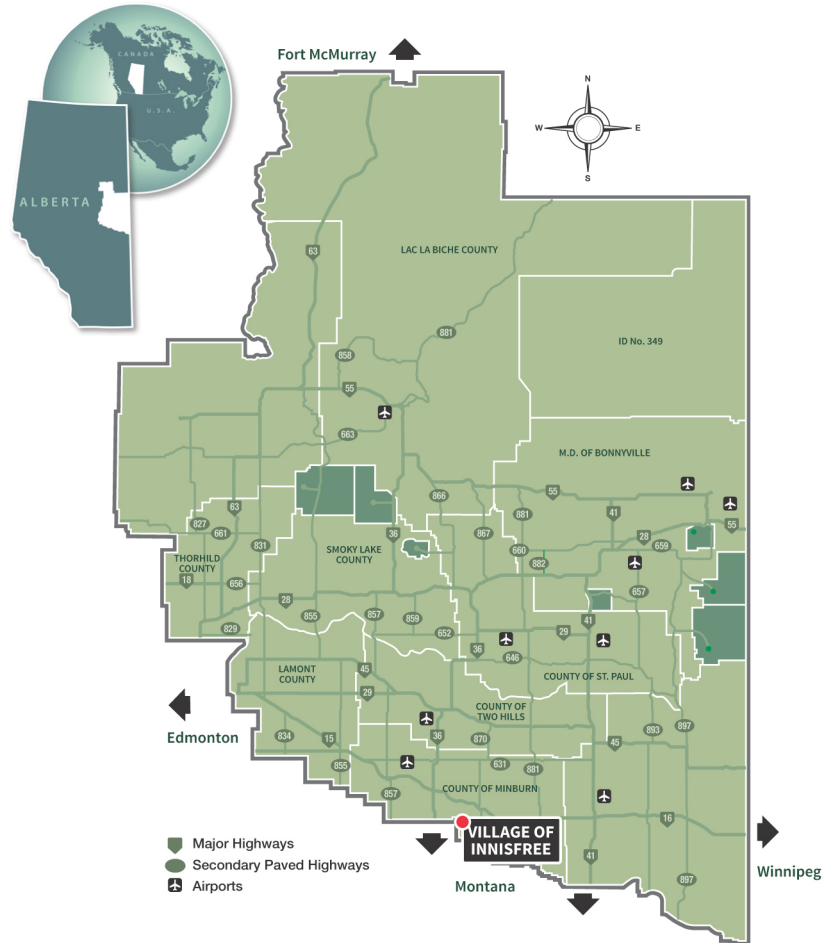 Fort McMurray
CANADA
U.S.A.
ALBERTA
N
W E
S
LAC LA BICHE COUNTY
63
881
ID No. 349
858
55
663
M.D. OF BONNYVILLE
866
55
881
41
63
827
661
831
36
867
28
659
55
THORHILD
COUNTY
SMOKY LAKE
COUNTY
660
882
18
656
657
28
855
857
859
829
652
41
29
36
646
LAMONT
COUNTY
45
29
COUNTY OF ST. PAUL
COUNTY OF
TWO HILLS
Edmonton
834
15
36
870
893
897
45
855
631
881
857
COUNTY OF MINBURN
16
VILLAGE OF
INNISFREE
Major Highways
Secondary Paved Highways
Airports
41
Montana
Winnipeg
897